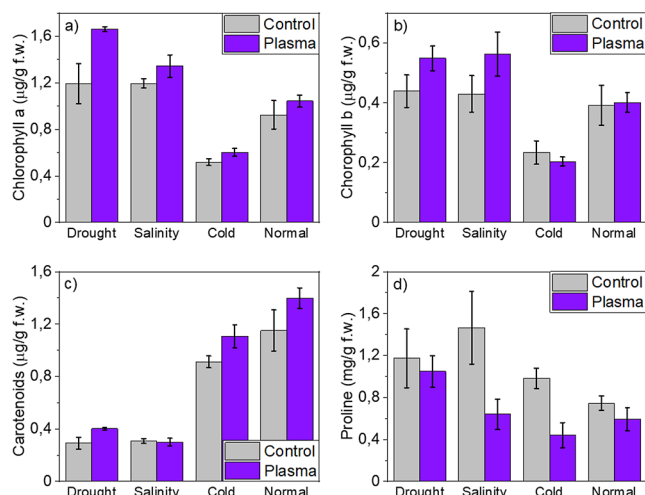 a)
Control
Plasma
Chlorophyll a (µg/g f.w.)
1,6
1,2
0,8
0,4
0
Drought Salinity Cold Normal
b)
Control
Plasma
Chorophyll b (µg/g f.w.)
0,6
0,4
0,2
0
Drought Salinity Cold Normal
c)
Carotenoids (µg/g f.w.)
1,6
1,2
0,8
0,4
0
Control
Plasma
Drought Salinity Cold Normal
d)
Control
Plasma
Proline (mg/g f.w.)
2
1,6
1,2
0,8
0,4
0
Drought Salinity Cold Normal